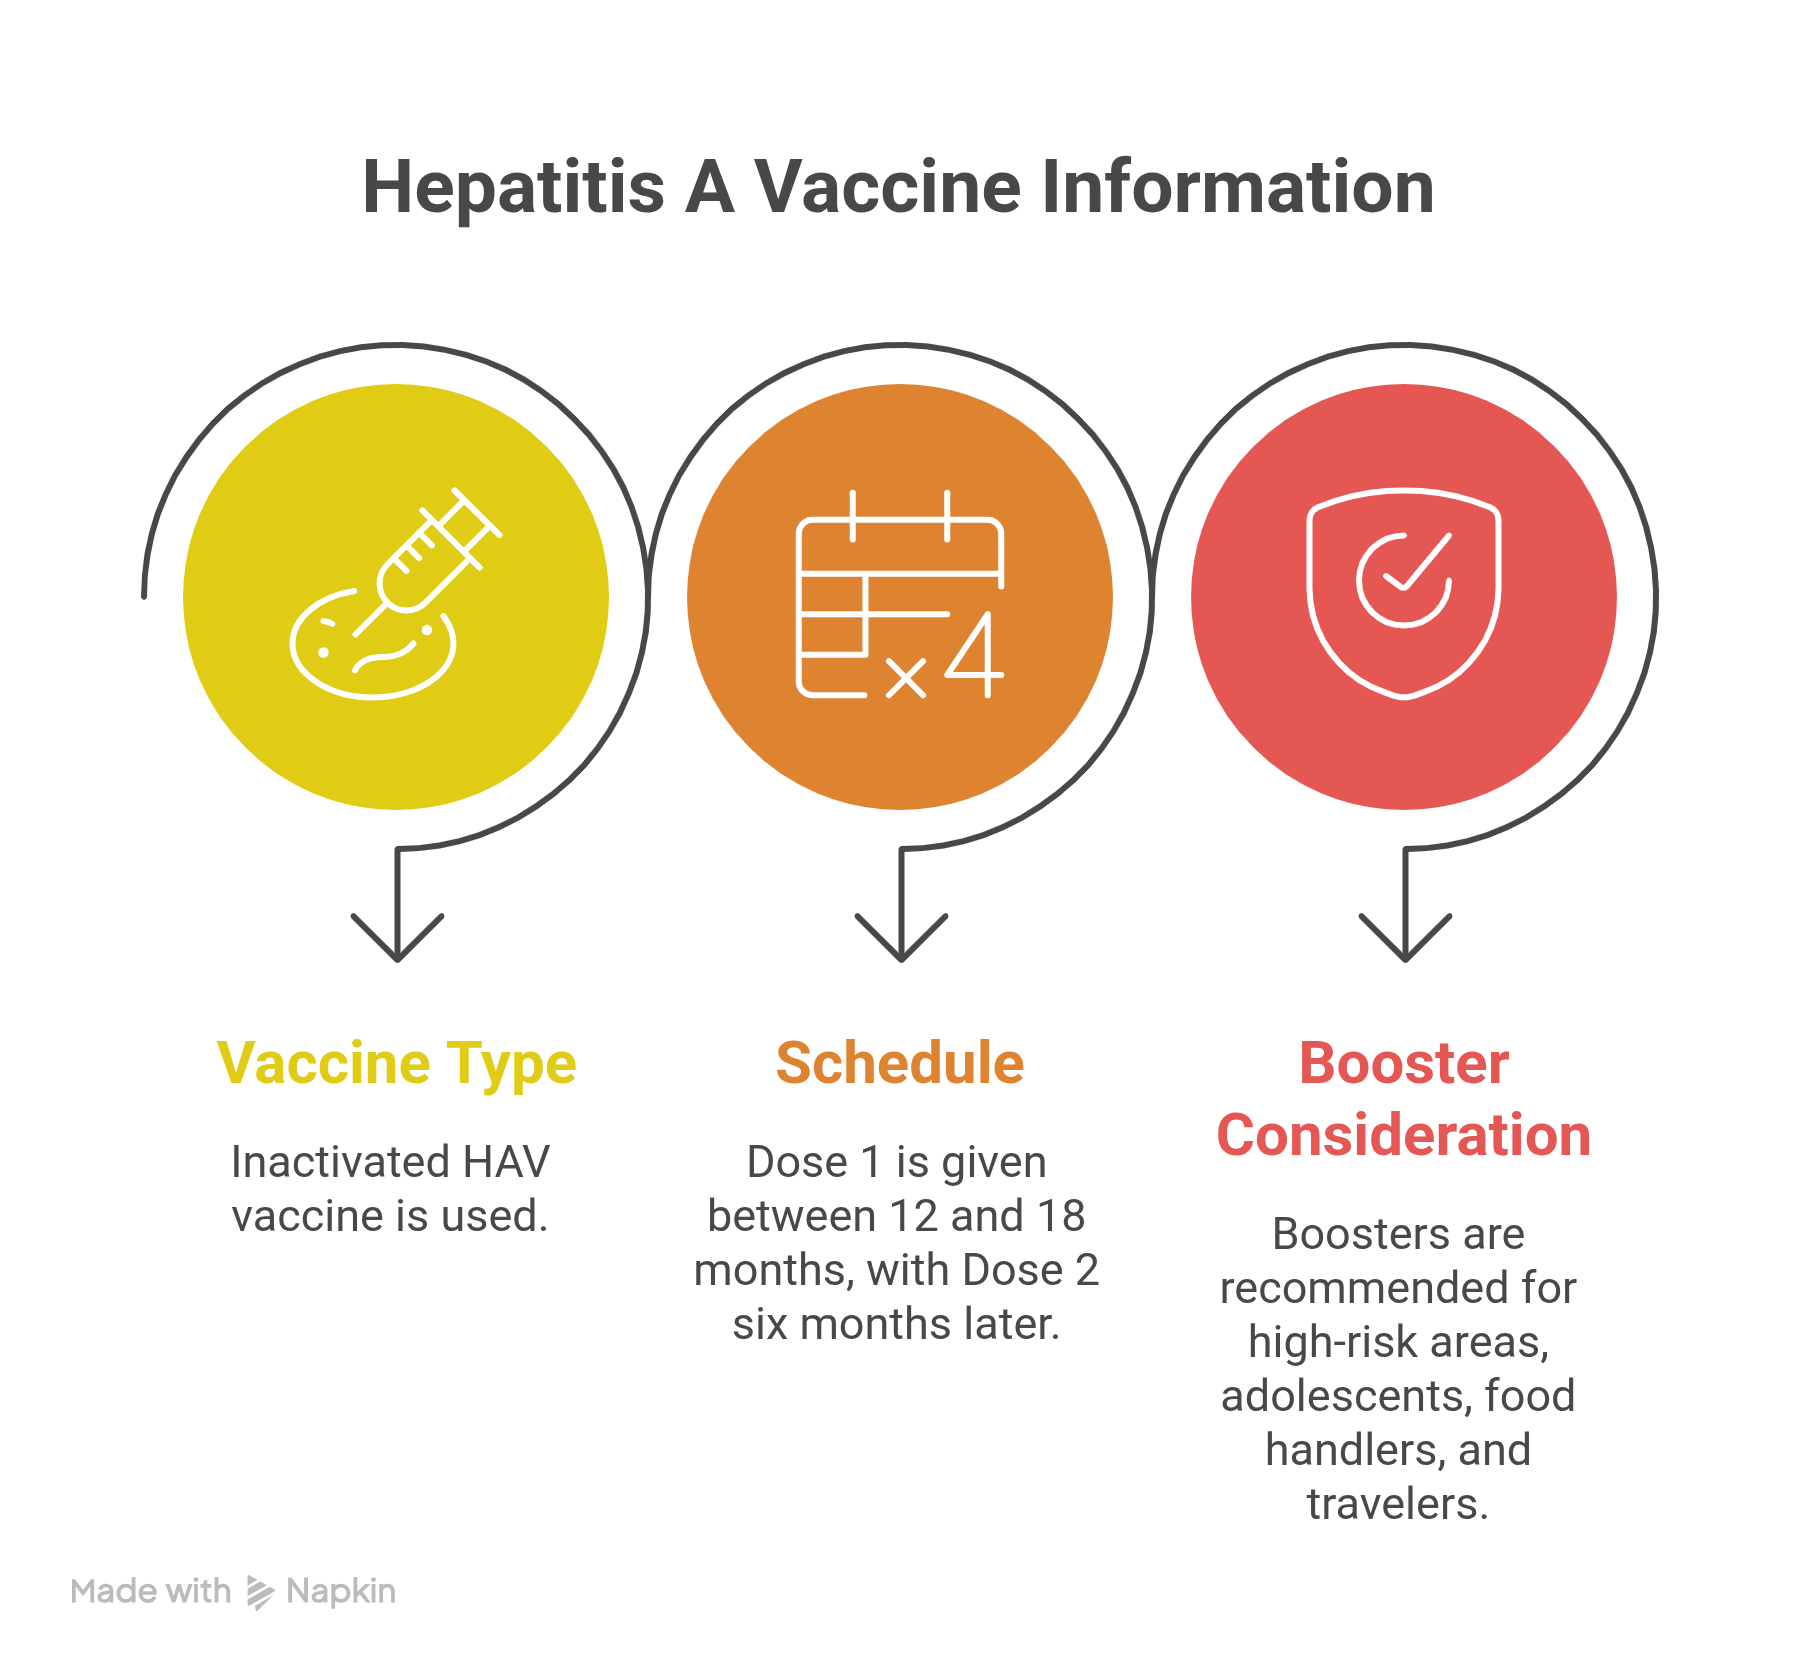 Hepatitis A Vaccine Information
×4
Vaccine Type
Inactivated HAV
vaccine is used.
Schedule
Dose 1 is given
between 12 and 18
months, with Dose 2
six months later.
Booster
Consideration
Boosters are
recommended for
high-risk areas,
adolescents, food
handlers, and
travelers.
Made with Napkin